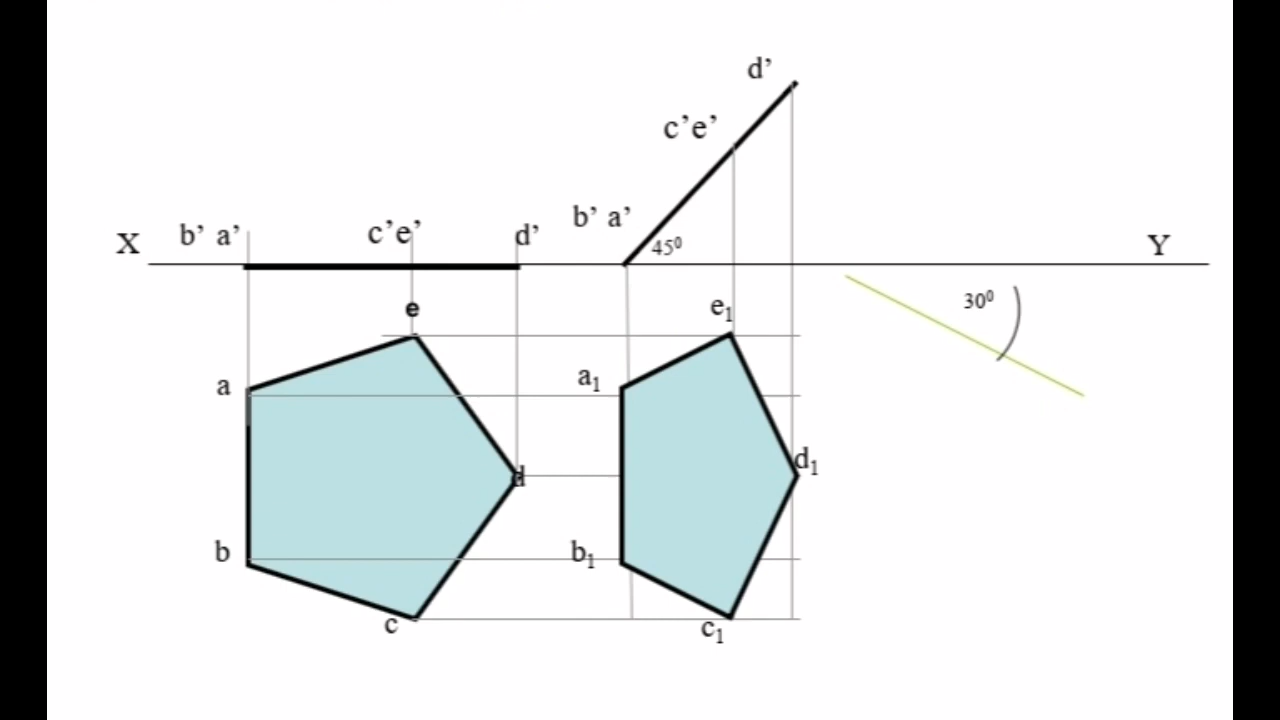 d’
c’e’
b’ a’
X b’ a’ c’e’ d’ 45⁰ Y
e e₁ 30⁰
a a₁
d d₁
b b₁
c c₁